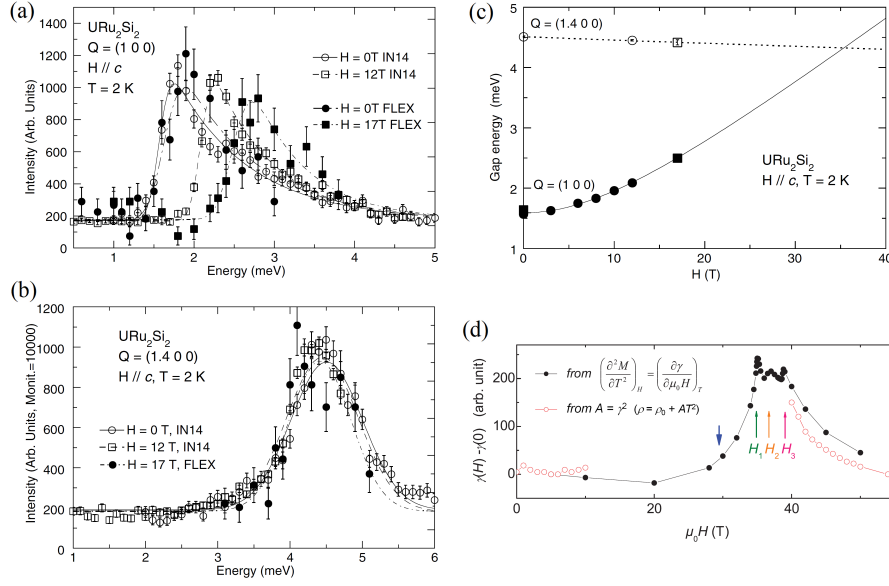 (a)
1400
1200
1000
800
600
400
200
0
Intensity (Arb. Units)
URu2Si2
Q = (1 0 0)
H // c
T = 2 K
H = 0T IN14
H = 12T IN14
H = 0T FLEX
H = 17T FLEX
1 2 3 4 5
Energy (meV)
(b)
1200
1000
800
600
400
200
0
Intensity (Arb. Units, Monit.=10000)
URu2Si2
Q = (1.4 0 0)
H // c, T = 2 K
H = 0 T, IN14
H = 12 T, IN14
H = 17 T, FLEX
1 2 3 4 5 6
Energy (meV)
(c)
5
4
3
2
1
Gap energy (meV)
Q = (1.4 0 0)
Q = (1 0 0)
URu2Si2
H // c, T = 2 K
0 10 20 30 40
H (T)
(d)
200
100
0
γ(H) -γ(0) (arb. unit)
from (∂²M/∂T²)H = (∂γ/∂μ0H)T
from A = γ² (ρ = ρ0 + AT²)
H1 H2 H3
0 20 40
μ0H (T)